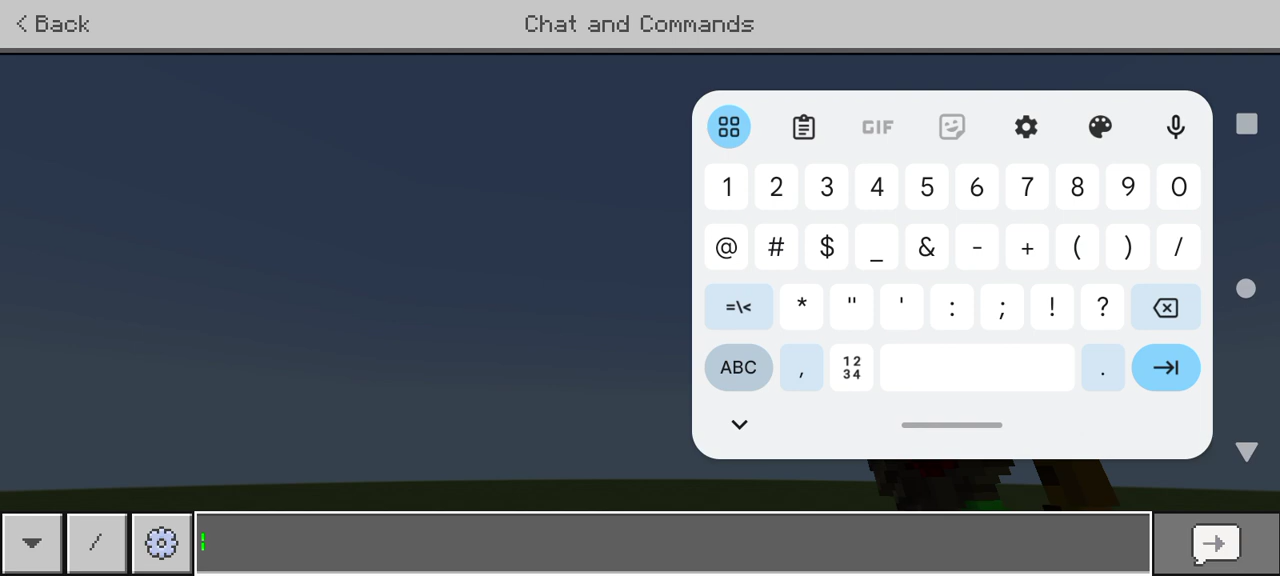 Back
Chat and Commands
GIF
1 2 3 4 5 6 7 8 9 0
@ # $ _ & - + ( ) /
=\< * " ' : ; ! ?
ABC , 12 34 .
/